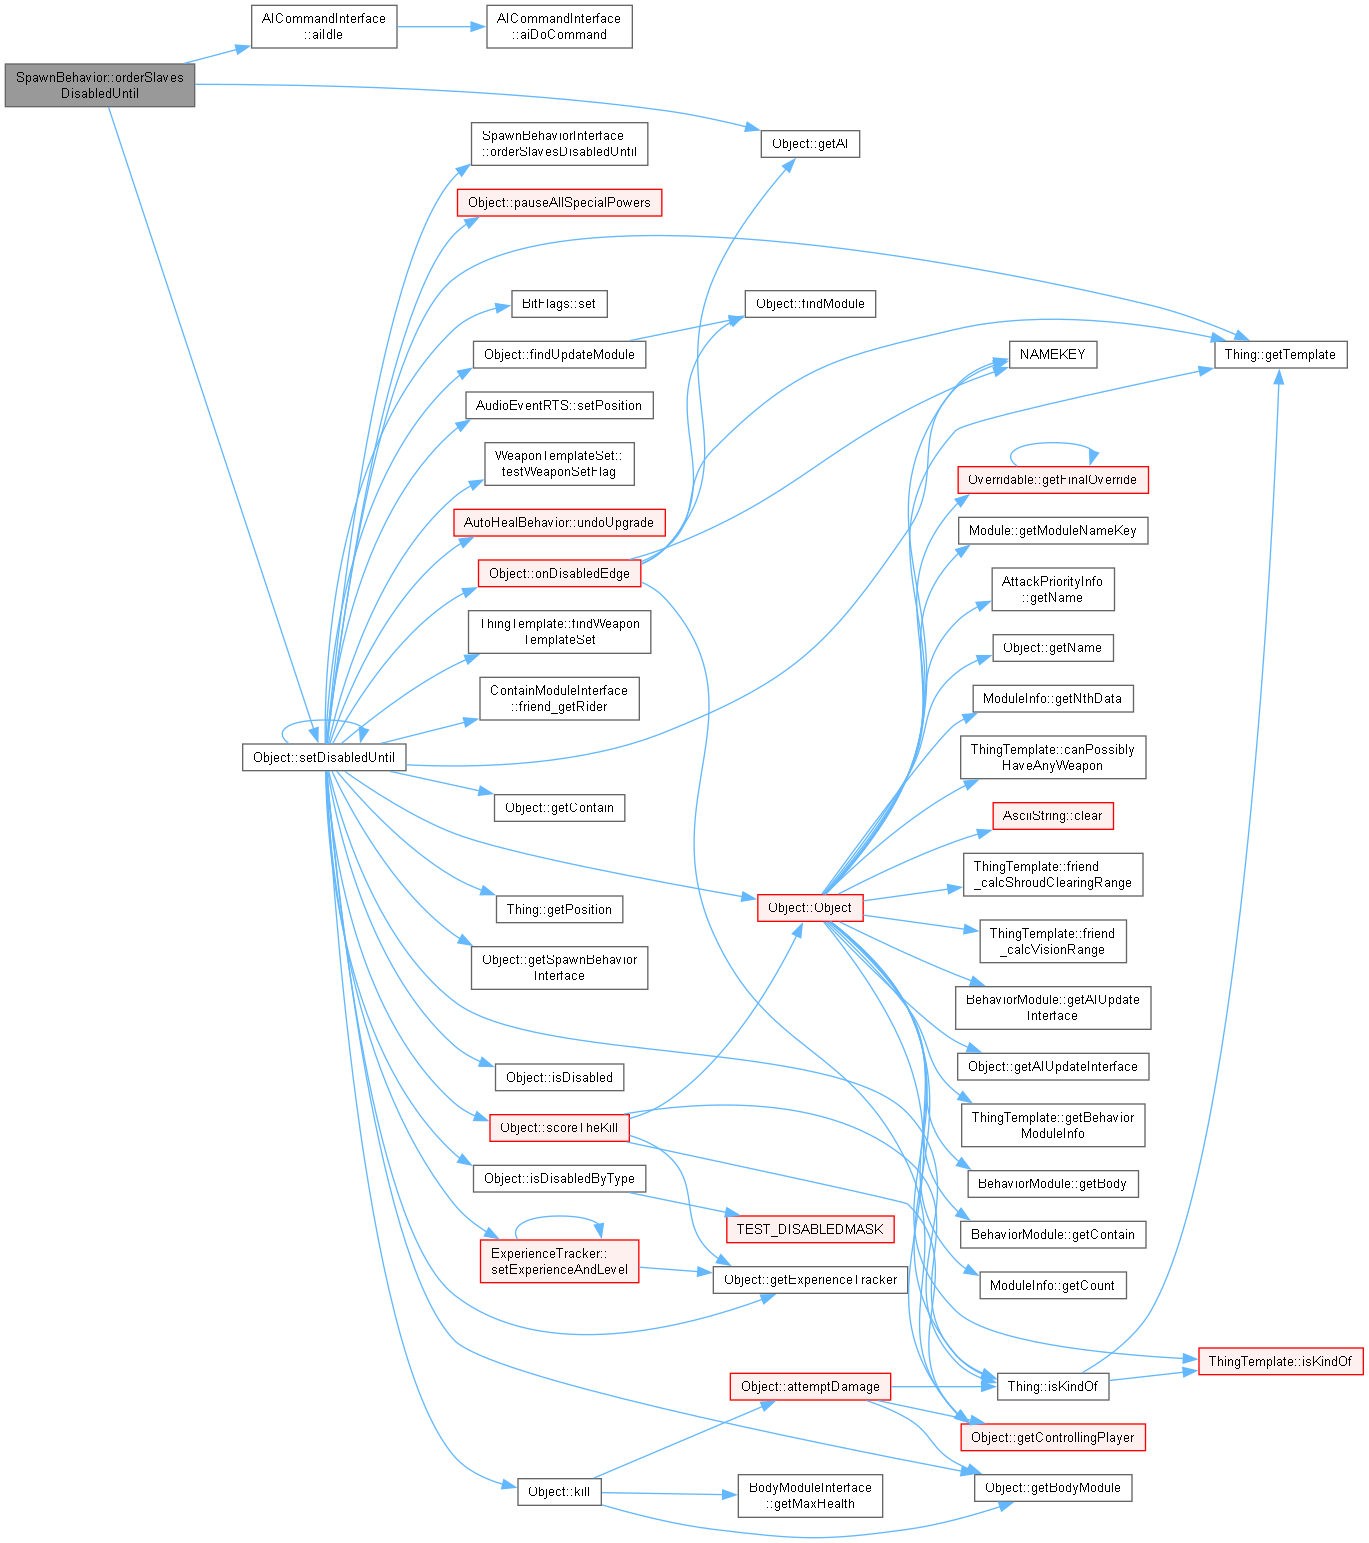 AICommandInterface
::aiIdle
AICommandInterface
::aiDoCommand
SpawnBehavior::orderSlaves
DisabledUntil
SpawnBehaviorInterface
::orderSlavesDisabledUntil
Object::getAI
Object::pauseAllSpecialPowers
BitFlags::set
Object::findModule
Object::findUpdateModule
NAMEKEY
Thing::getTemplate
AudioEventRTS::setPosition
WeaponTemplateSet::
testWeaponSetFlag
Overridable::getFinalOverride
AutoHealBehavior::undoUpgrade
Module::getModuleNameKey
Object::onDisabledEdge
AttackPriorityInfo
::getName
ThingTemplate::findWeapon
TemplateSet
Object::getName
ContainModuleInterface
::friend_getRider
ModuleInfo::getNthData
Object::setDisabledUntil
ThingTemplate::canPossibly
HaveAnyWeapon
Object::getContain
AsciiString::clear
ThingTemplate::friend
_calcShroudClearingRange
Object::Object
Thing::getPosition
ThingTemplate::friend
_calcVisionRange
Object::getSpawnBehavior
Interface
BehaviorModule::getAIUpdate
Interface
Object::isDisabled
Object::getAIUpdateInterface
Object::scoreTheKill
ThingTemplate::getBehavior
ModuleInfo
Object::isDisabledByType
BehaviorModule::getBody
TEST_DISABLEDMASK
BehaviorModule::getContain
ExperienceTracker::
setExperienceAndLevel
Object::getExperienceTracker
ModuleInfo::getCount
ThingTemplate::isKindOf
Object::attemptDamage
Thing::isKindOf
Object::getControllingPlayer
Object::kill
BodyModuleInterface
::getMaxHealth
Object::getBodyModule